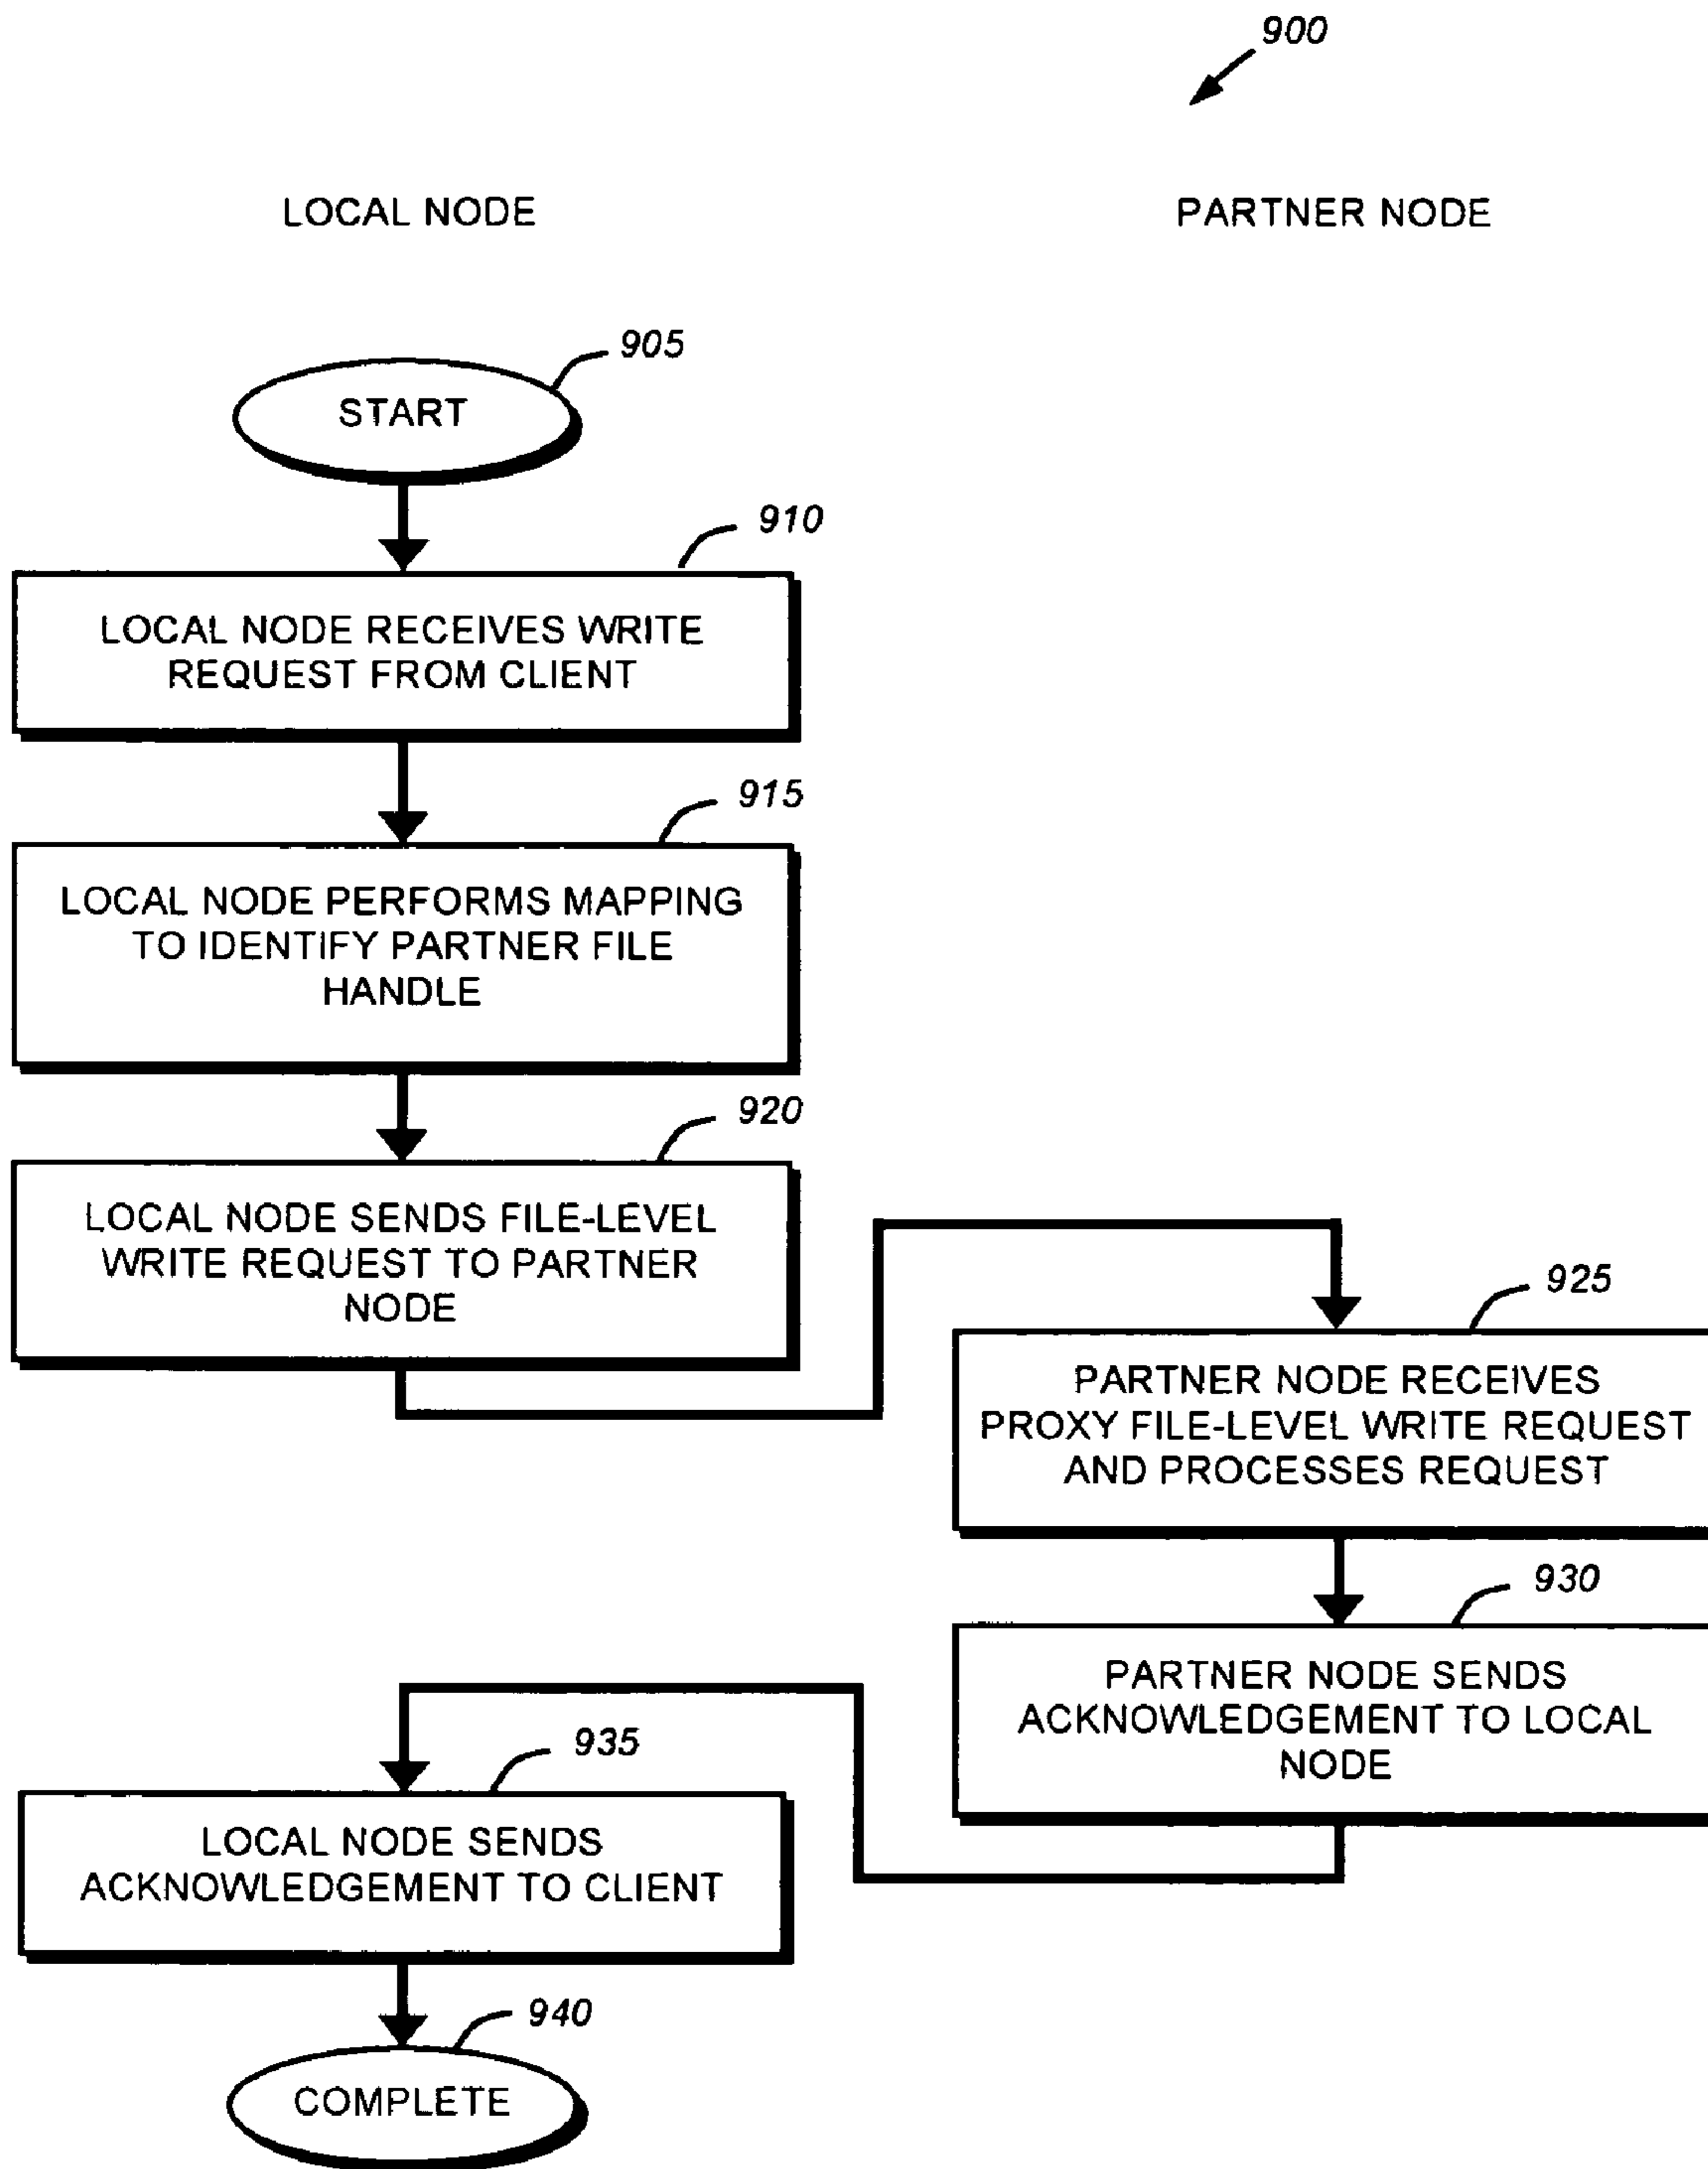 900
LOCAL NODE
PARTNER NODE
905
START
910
LOCAL NODE RECEIVES WRITE
REQUEST FROM CLIENT
915
LOCAL NODE PERFORMS MAPPING
TO IDENTIFY PARTNER FILE
HANDLE
920
LOCAL NODE SENDS FILE-LEVEL
WRITE REQUEST TO PARTNER
NODE
925
PARTNER NODE RECEIVES
PROXY FILE-LEVEL WRITE REQUEST
AND PROCESSES REQUEST
930
PARTNER NODE SENDS
ACKNOWLEDGEMENT TO LOCAL
NODE
935
LOCAL NODE SENDS
ACKNOWLEDGEMENT TO CLIENT
940
COMPLETE